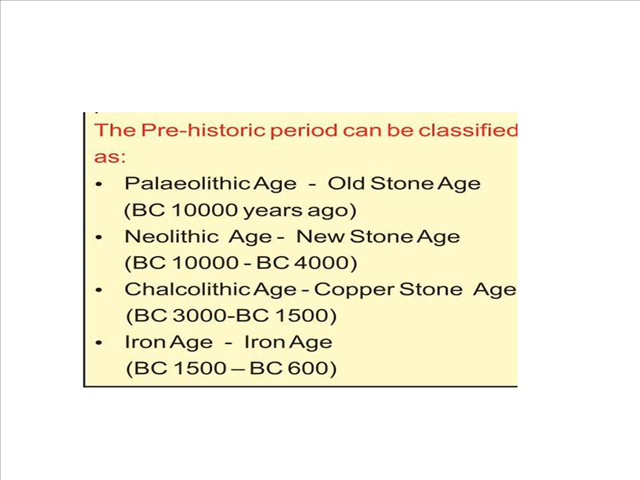 The Pre-historic period can be classified
as:
• Palaeolithic Age - Old Stone Age
(BC 10000 years ago)
• Neolithic Age - New Stone Age
(BC 10000 - BC 4000)
• Chalcolithic Age - Copper Stone Age
(BC 3000-BC 1500)
• Iron Age - Iron Age
(BC 1500 – BC 600)